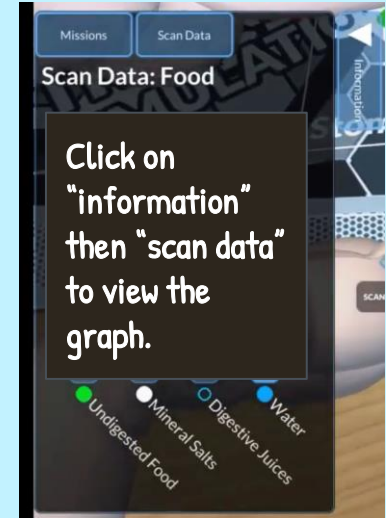 Missions
Scan Data
Scan Data: Food
Information
Click on
"information"
then "scan data"
to view the
graph.
SCAN
Undigested Food
Mineral Salts
Digestive Juices
Water